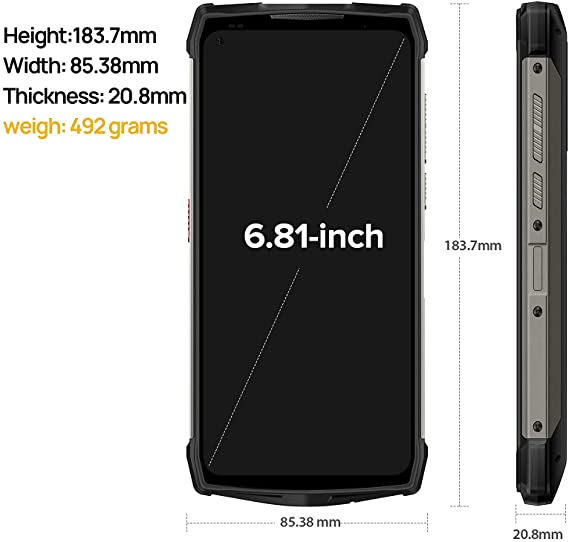 Height:183.7mm
Width: 85.38mm
Thickness: 20.8mm
weigh: 492 grams
6.81-inch
183.7mm
85.38 mm
20.8mm